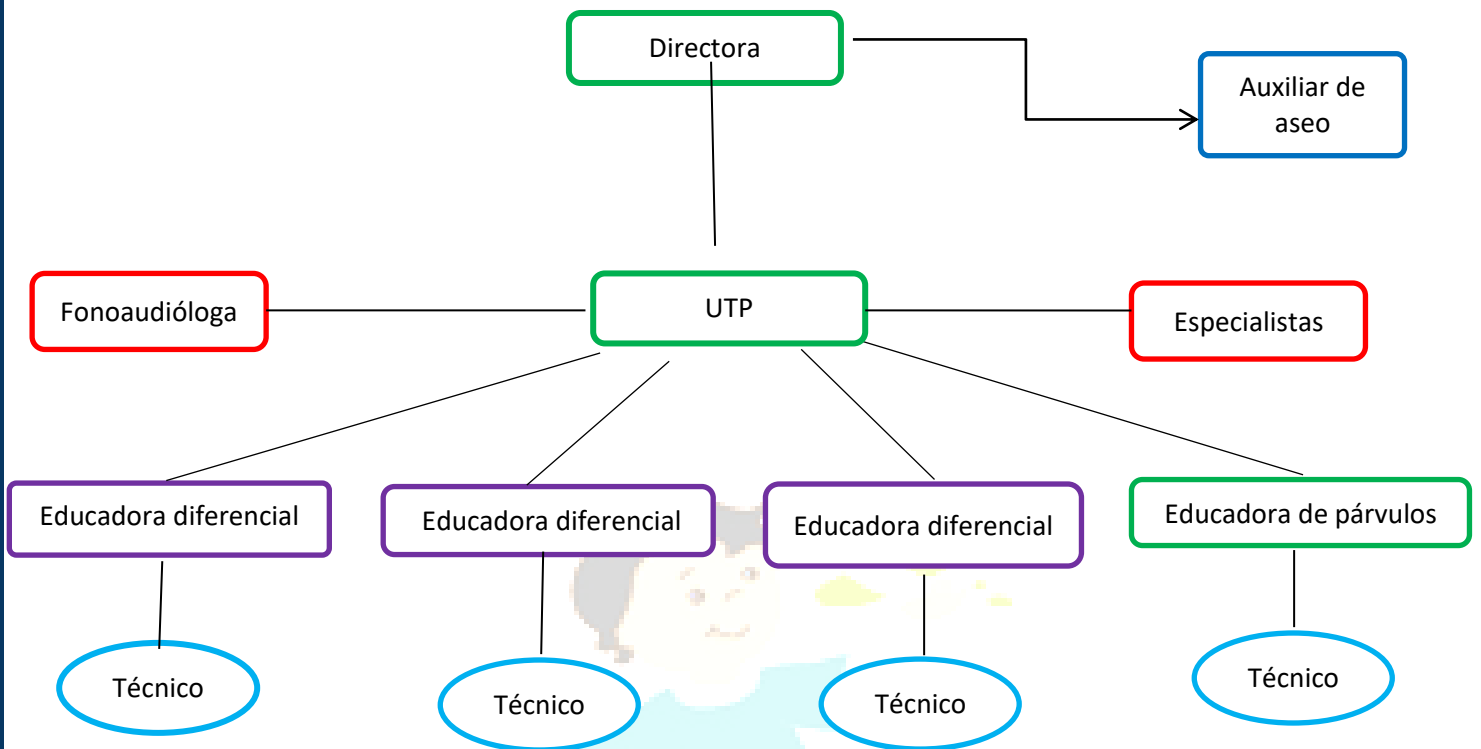 Directora
Auxiliar de
aseo
Fonoaudióloga
UTP
Especialistas
Educadora diferencial
Educadora diferencial
Educadora diferencial
Educadora de párvulos
Técnico
Técnico
Técnico
Técnico